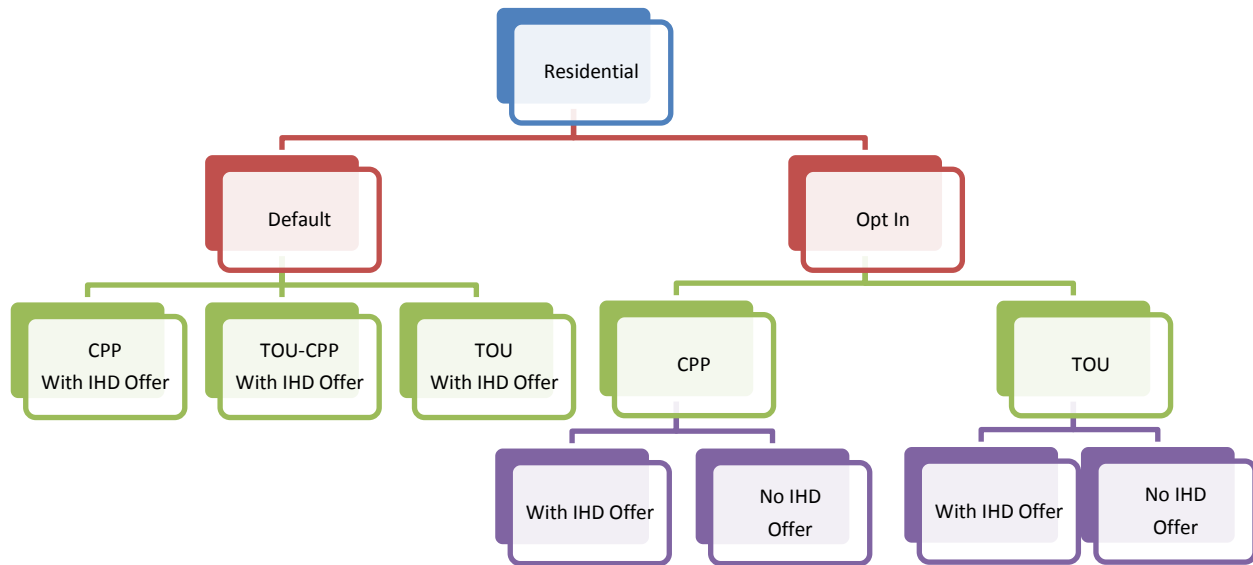 Residential
Default
Opt In
CPP
With IHD Offer
TOU-CPP
With IHD Offer
TOU
With IHD Offer
CPP
TOU
With IHD Offer
No IHD
Offer
With IHD Offer
No IHD
Offer